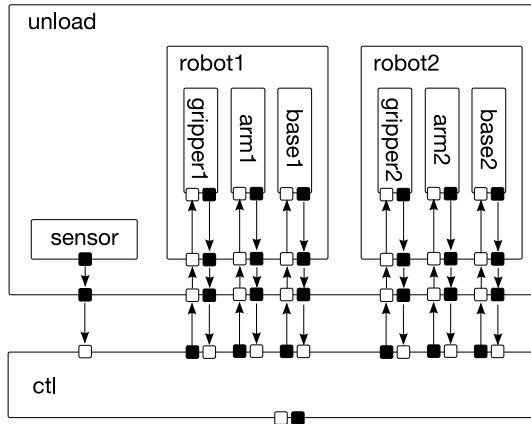 unload
robot1
robot2
gripper1
arm1
base1
gripper2
arm2
base2
sensor
ctl